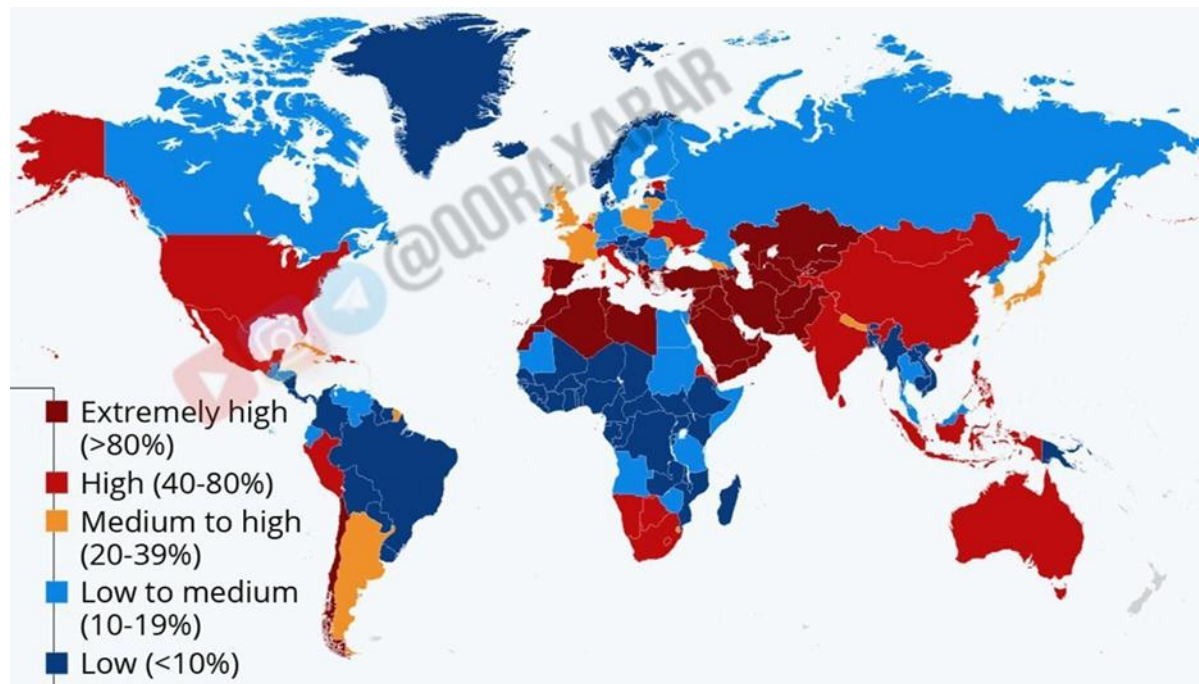 @QORAXABAR
Extremely high
(>80%)
High (40-80%)
Medium to high
(20-39%)
Low to medium
(10-19%)
Low (<10%)